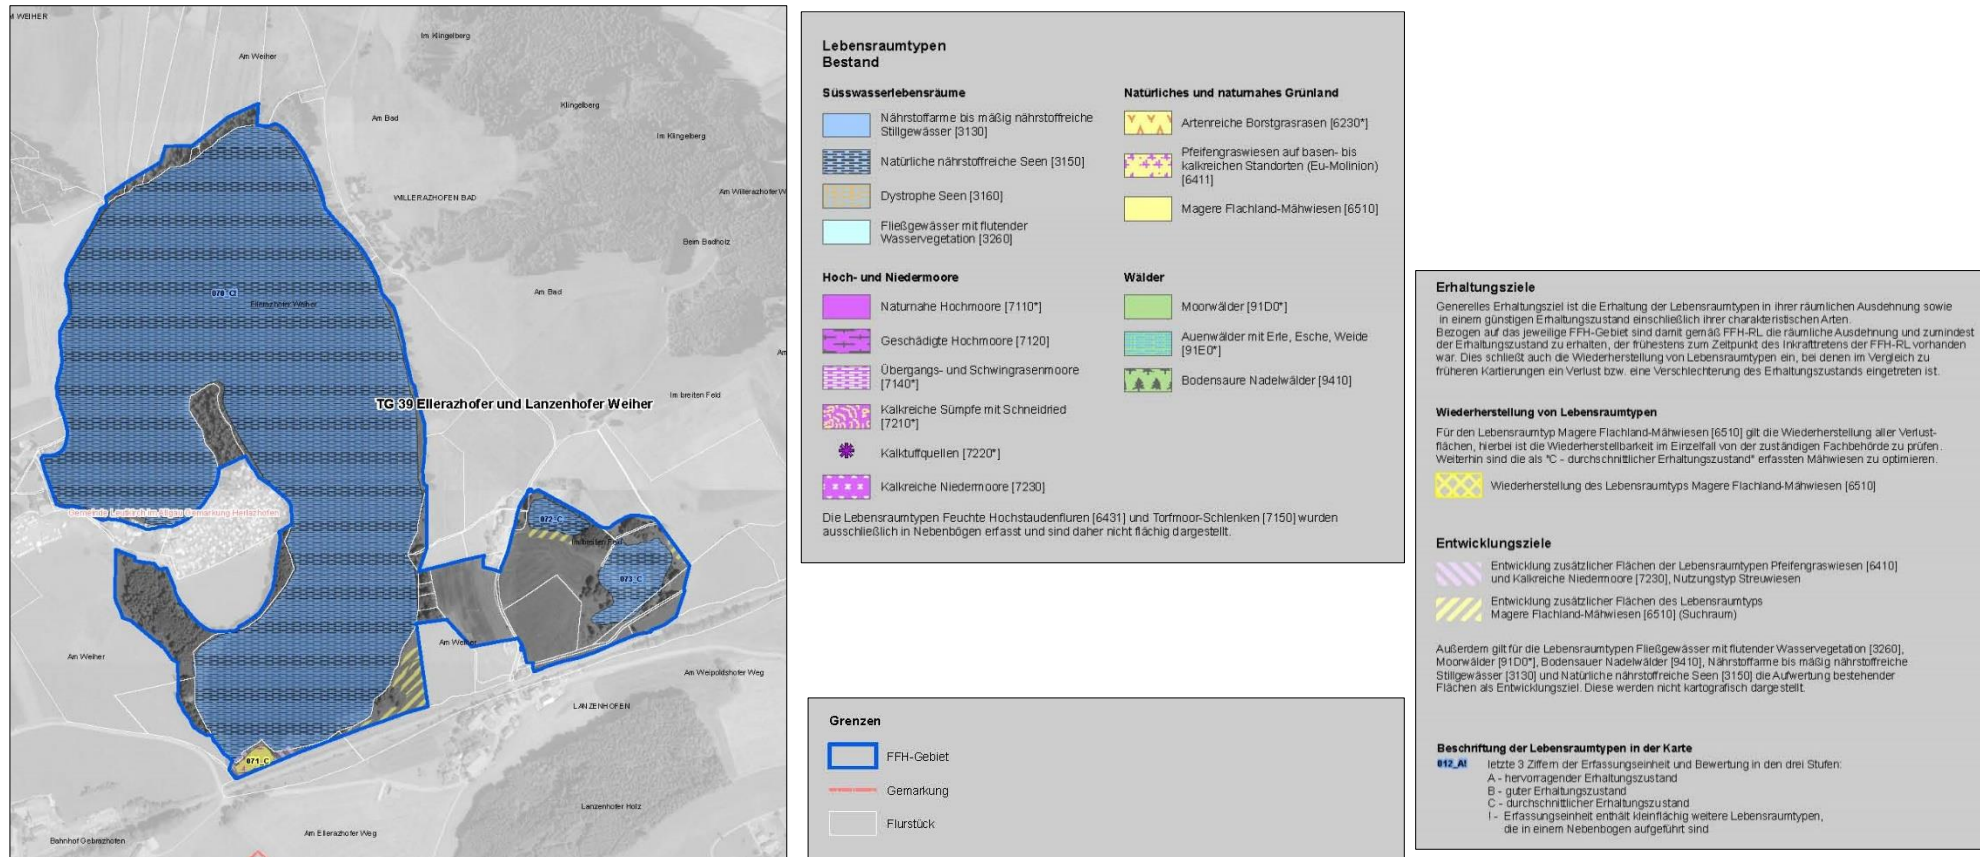 WEIHER
Im Klingelberg
Am Weiher
Klingelberg
Am Bad
Im Klingelberg
Am Willerazhofer W
WILLERAZHOFEN BAD
Beim Badholz
Am Bad
Ellerazhofer Weiher
Im breiten Feld
TG 39 Ellerazhofer und Lanzenhofer Weiher
Gemeinde Leutkirch im Allgäu Gemarkung Herlazhofen
072_C
Im breiten Feld
073_C
Am Weiher
Am Weiher
Am Weipoldshofer Weg
LANZENHOFEN
071_C
Lanzenhofer Holz
Am Ellerazhofer Weg
Bahnhof Gebrazhofen
Lebensraumtypen
Bestand
Süsswasserlebensräume
Nährstoffarme bis mäßig nährstoffreiche
Stillgewässer [3130]
Natürliche nährstoffreiche Seen [3150]
Dystrophe Seen [3160]
Fließgewässer mit flutender
Wasservegetation [3260]
Natürliches und naturnahes Grünland
Artenreiche Borstgrasrasen [6230*]
Pfeifengraswiesen auf basen- bis
kalkreichen Standorten (Eu-Molinion)
[6411]
Magere Flachland-Mähwiesen [6510]
Hoch- und Niedermoore
Naturnahe Hochmoore [7110*]
Geschädigte Hochmoore [7120]
Übergangs- und Schwingrasenmoore
[7140*]
Kalkreiche Sümpfe mit Schneidried
[7210*]
Kalktuffquellen [7220*]
Kalkreiche Niedermoore [7230]
Wälder
Moorwälder [91D0*]
Auenwälder mit Erle, Esche, Weide
[91E0*]
Bodensaure Nadelwälder [9410]
Die Lebensraumtypen Feuchte Hochstaudenfluren [6431] und Torfmoor-Schlenken [7150] wurden
ausschließlich in Nebenbögen erfasst und sind daher nicht flächig dargestellt.
Grenzen
FFH-Gebiet
Gemarkung
Flurstück
Erhaltungsziele
Generelles Erhaltungsziel ist die Erhaltung der Lebensraumtypen in ihrer räumlichen Ausdehnung sowie
in einem günstigen Erhaltungszustand einschließlich ihrer charakteristischen Arten.
Bezogen auf das jeweilige FFH-Gebiet sind damit gemäß FFH-RL die räumliche Ausdehnung und zumindest
der Erhaltungszustand zu erhalten, der frühestens zum Zeitpunkt des Inkrafttretens der FFH-RL vorhanden
war. Dies schließt auch die Wiederherstellung von Lebensraumtypen ein, bei denen im Vergleich zu
früheren Kartierungen ein Verlust bzw. eine Verschlechterung des Erhaltungszustands eingetreten ist.
Wiederherstellung von Lebensraumtypen
Für den Lebensraumtyp Magere Flachland-Mähwiesen [6510] gilt die Wiederherstellung aller Verlust-
flächen, hierbei ist die Wiederherstellbarkeit im Einzelfall von der zuständigen Fachbehörde zu prüfen.
Weiterhin sind die als "C - durchschnittlicher Erhaltungszustand" erfassten Mähwiesen zu optimieren.
Wiederherstellung des Lebensraumtyps Magere Flachland-Mähwiesen [6510]
Entwicklungsziele
Entwicklung zusätzlicher Flächen der Lebensraumtypen Pfeifengraswiesen [6410]
und Kalkreiche Niedermoore [7230], Nutzungstyp Streuwiesen
Entwicklung zusätzlicher Flächen des Lebensraumtyps
Magere Flachland-Mähwiesen [6510] (Suchraum)
Außerdem gilt für die Lebensraumtypen Fließgewässer mit flutender Wasservegetation [3260],
Moorwälder [91D0*], Bodensauer Nadelwälder [9410], Nährstoffarme bis mäßig nährstoffreiche
Stillgewässer [3130] und Natürliche nährstoffreiche Seen [3150] die Aufwertung bestehender
Flächen als Entwicklungsziel. Diese werden nicht kartografisch dargestellt.
Beschriftung der Lebensraumtypen in der Karte
012_A! letzte 3 Ziffern der Erfassungseinheit und Bewertung in den drei Stufen:
A - hervorragender Erhaltungszustand
B - guter Erhaltungszustand
C - durchschnittlicher Erhaltungszustand
! - Erfassungseinheit enthält kleinflächig weitere Lebensraumtypen,
die in einem Nebenbogen aufgeführt sind